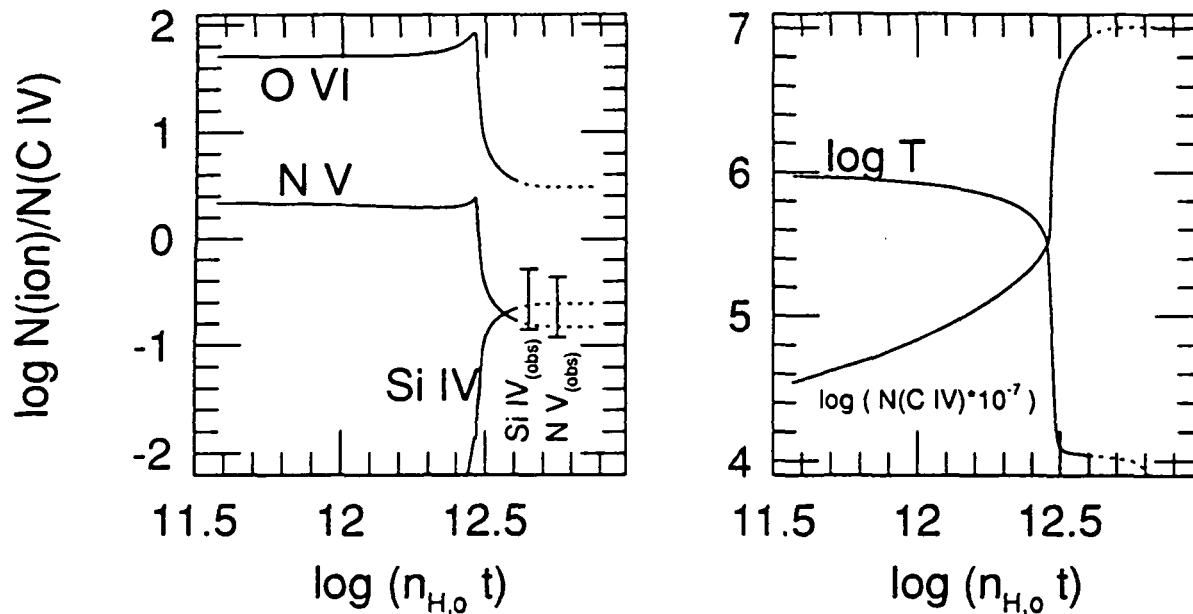 log N(ion)/N(C IV)
2
1
0
-1
-2
O VI
N V
Si IV
Si IV(obs)
N V(obs)
11.5 12 12.5
log (nH,o t)
7
6
5
4
log T
log ( N(C IV)*10-7 )
11.5 12 12.5
log (nH,o t)